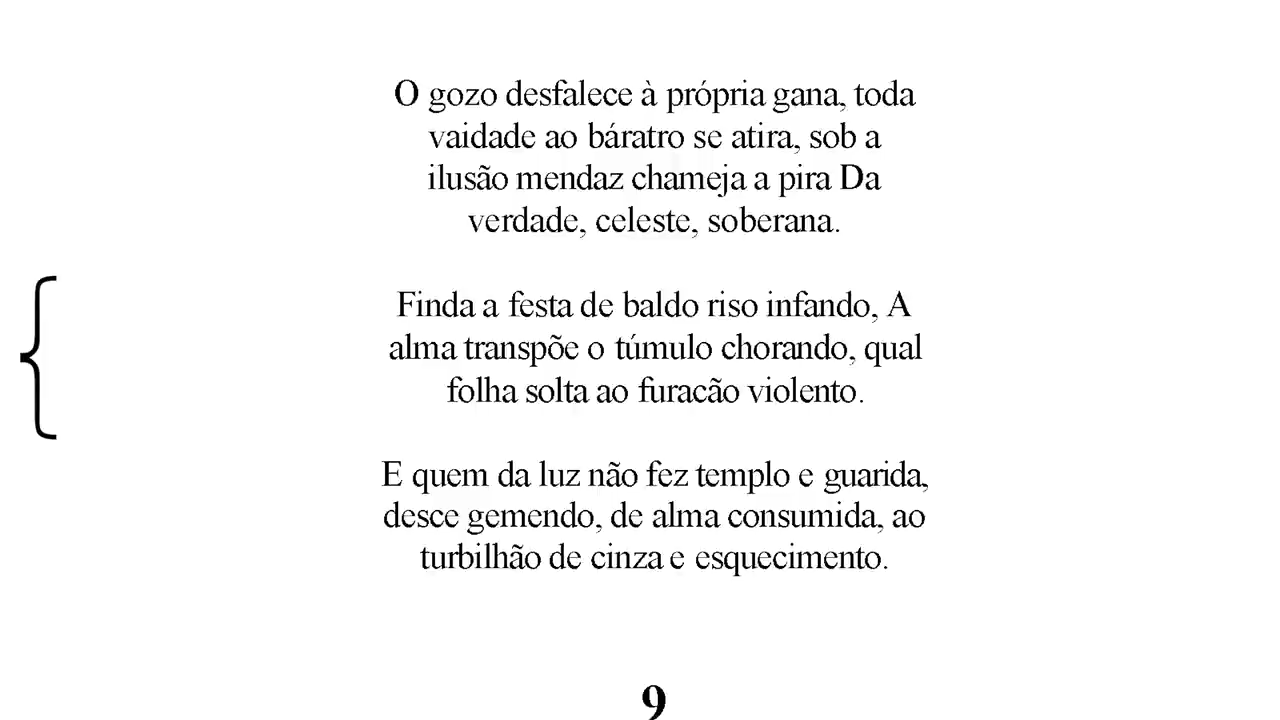 O gozo desfalece à própria gana, toda
vaidade ao báratro se atira, sob a
ilusão mendaz chameja a pira Da
verdade, celeste, soberana.
Finda a festa de baldo riso infando, A
alma transpõe o túmulo chorando, qual
folha solta ao furacão violento.
E quem da luz não fez templo e guarida,
desce gemendo, de alma consumida, ao
turbilhão de cinza e esquecimento.
9